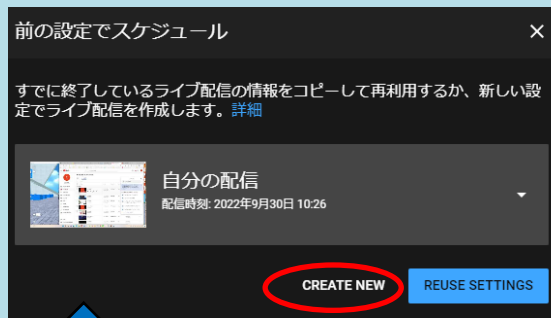 前の設定でスケジュール
すでに終了しているライブ配信の情報をコピーして再利用するか、新しい設
定でライブ配信を作成します。詳細
自分の配信
配信時刻: 2022年9月30日 10:26
CREATE NEW
REUSE SETTINGS